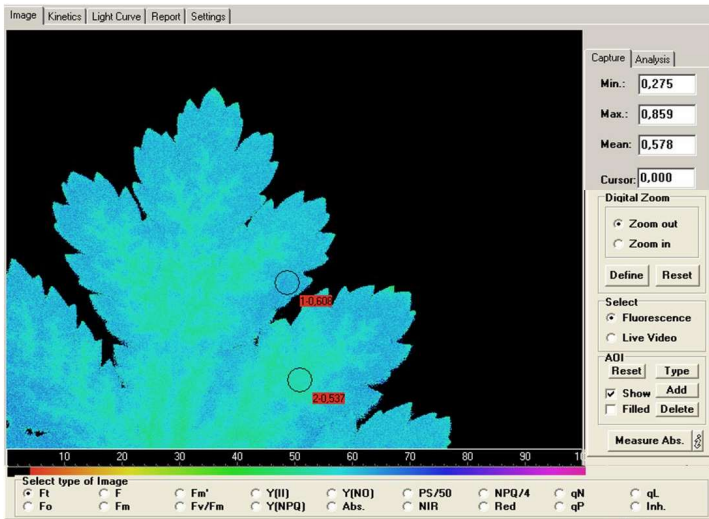 Image Kinetics Light Curve Report Settings
Capture Analysis
Min.: 0,275
Max.: 0,859
Mean: 0,578
Cursor: 0,000
Digital Zoom
Zoom out
Zoom in
Define Reset
Select
Fluorescence
Live Video
AOI
Reset Type
Show Add
Filled Delete
Measure Abs.
1-0,608
2-0,537
10 20 30 40 50 60 70 80 90
Select type of Image
Ft F Fm' Y(II) Y(NO) PS/50 NPQ/4 qN qL
Fo Fm Fv/Fm Y(NPQ) Abs. NIR Red qP Inh.